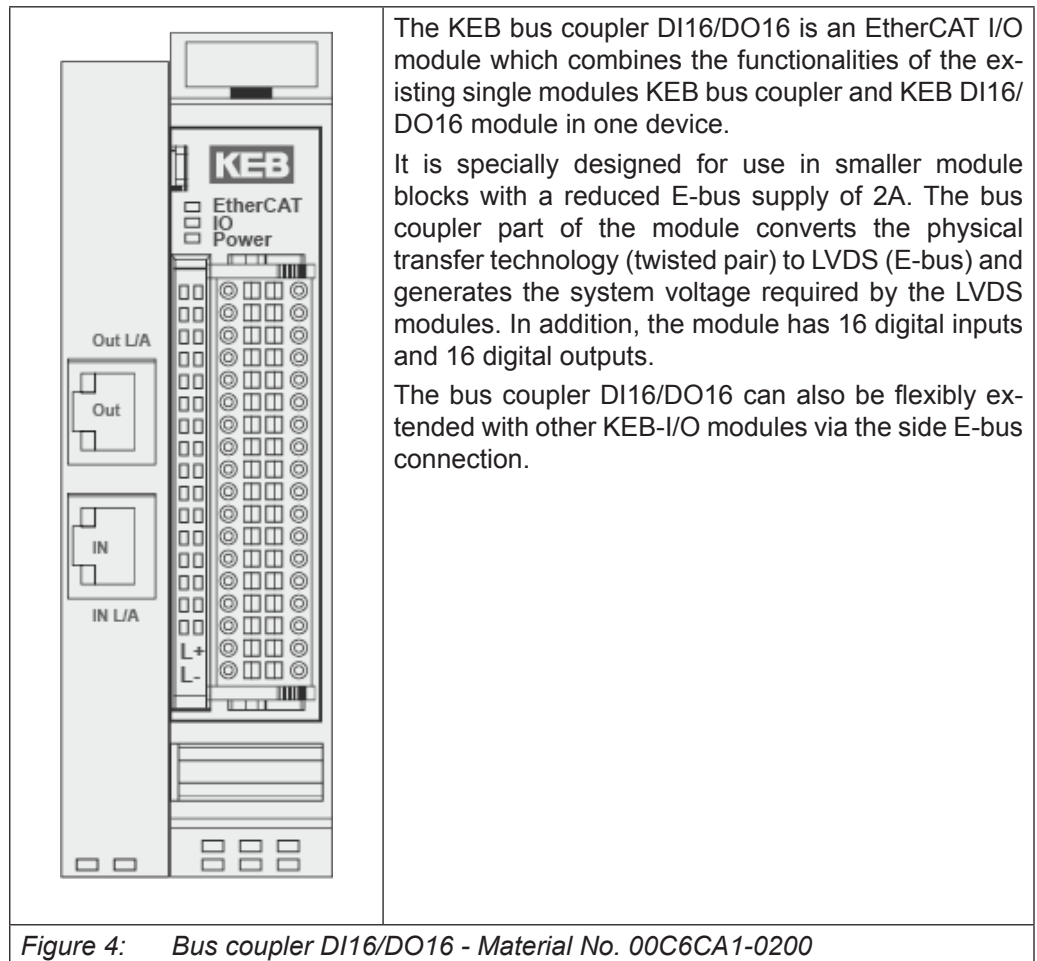 KEB
EtherCAT
IO
Power
Out L/A
Out
IN
IN L/A
L+
L-
The KEB bus coupler DI16/DO16 is an EtherCAT I/O
module which combines the functionalities of the ex-
isting single modules KEB bus coupler and KEB DI16/
DO16 module in one device.
It is specially designed for use in smaller module
blocks with a reduced E-bus supply of 2A. The bus
coupler part of the module converts the physical
transfer technology (twisted pair) to LVDS (E-bus) and
generates the system voltage required by the LVDS
modules. In addition, the module has 16 digital inputs
and 16 digital outputs.
The bus coupler DI16/DO16 can also be flexibly ex-
tended with other KEB-I/O modules via the side E-bus
connection.
Figure 4: Bus coupler DI16/DO16 - Material No. 00C6CA1-0200